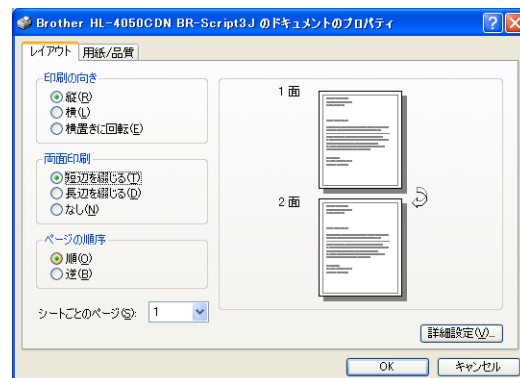 Brother HL-4050CDN BR-Script3J のドキュメントのプロパティ
レイアウト 用紙/品質
印刷の向き
縦(R)
横(L)
横置きに回転(E)
両面印刷
短辺を綴じる(T)
長辺を綴じる(D)
なし(N)
ページの順序
順(O)
逆(B)
シートごとのページ(S): 1
1 面
2 面
詳細設定(V)...
OK キャンセル